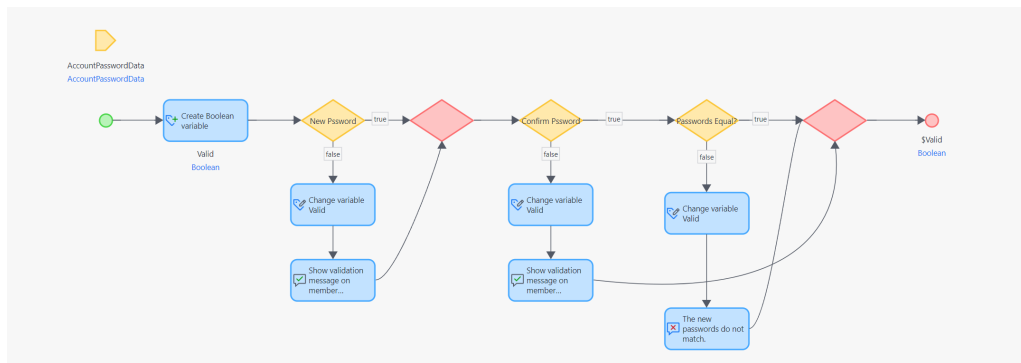 AccountPasswordData
AccountPasswordData
Create Boolean
variable
Valid
Boolean
New Pssword
true
false
Change variable
Valid
Show validation
message on
member...
Confirm Pssword
true
false
Change variable
Valid
Show validation
message on
member...
Passwords Equal?
true
false
Change variable
Valid
The new
passwords do not
match.
$Valid
Boolean